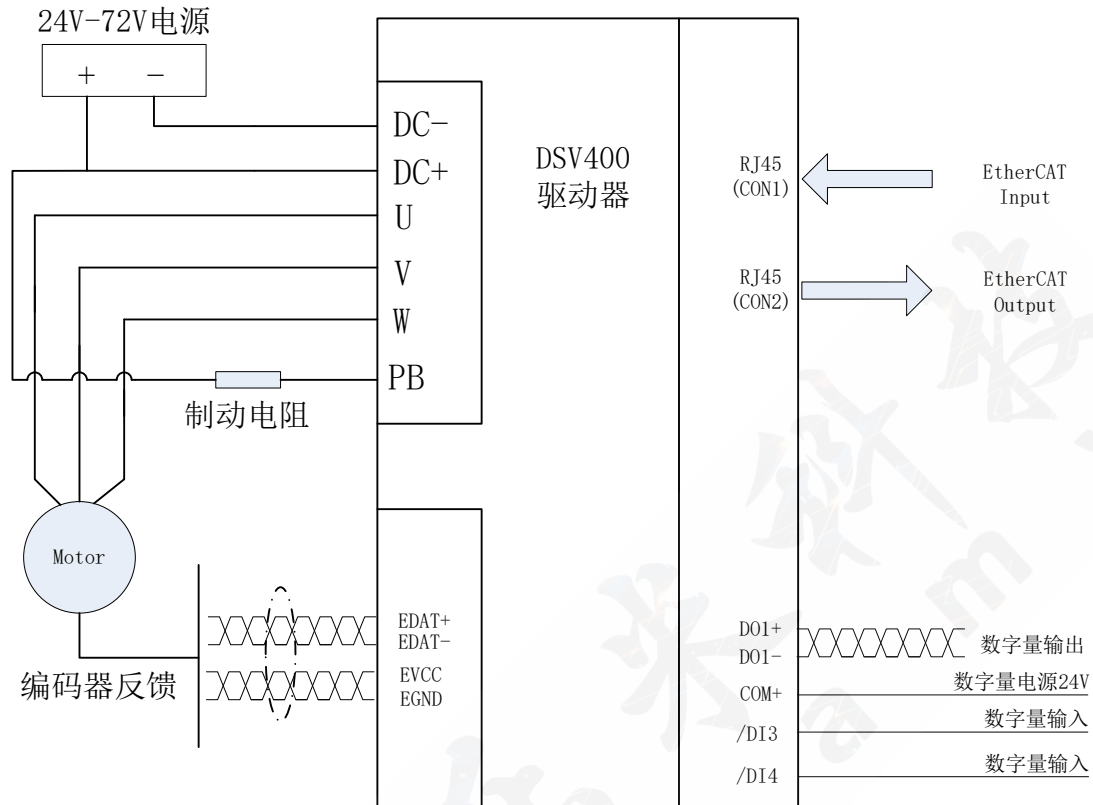 24V-72V电源
+ −
DC−
DC+
U
V
W
PB
制动电阻
Motor
编码器反馈
EDAT+
EDAT-
EVCC
EGND
DSV400
驱动器
RJ45
(CON1)
EtherCAT
Input
RJ45
(CON2)
EtherCAT
Output
DO1+
DO1-
数字量输出
COM+
数字量电源24V
/DI3
数字量输入
/DI4
数字量输入